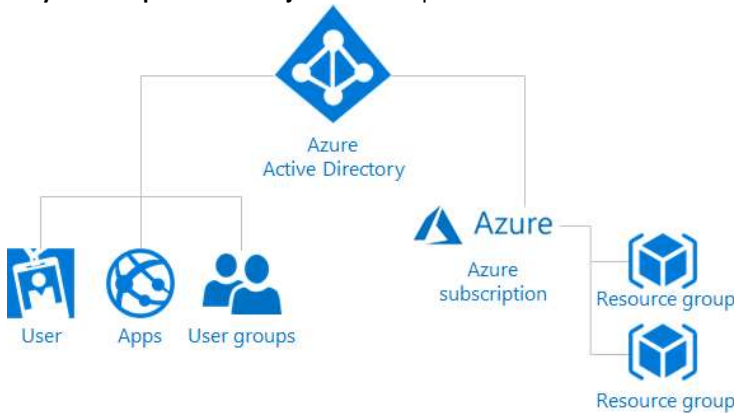 Azure
Active Directory
Azure
Azure
subscription
User
Apps
User groups
Resource group
Resource group